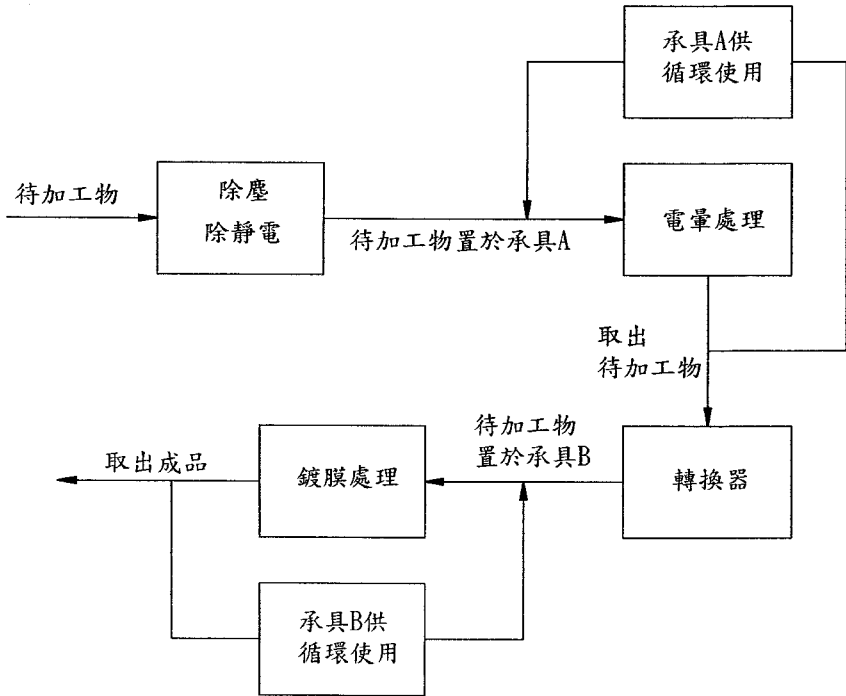 承具A供
循環使用
待加工物
除塵
除靜電
待加工物置於承具A
電暈處理
取出
待加工物
待加工物
置於承具B
轉換器
取出成品
鍍膜處理
承具B供
循環使用